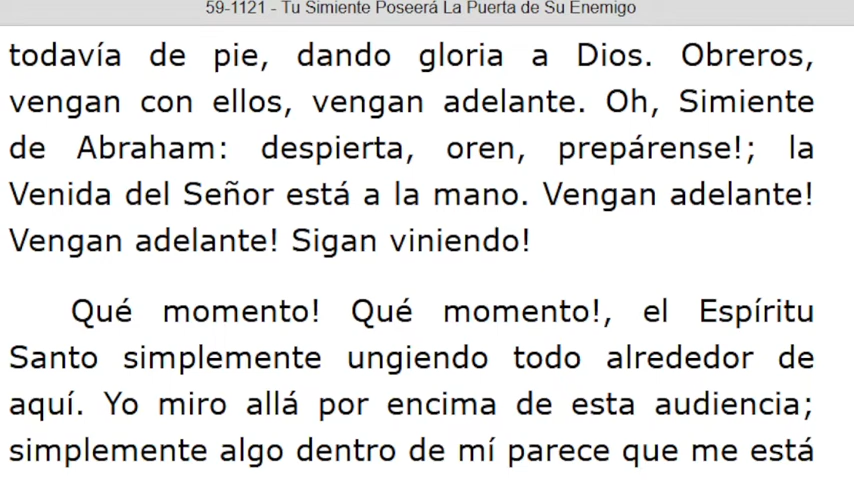 59-1121 - Tu Simiente Poseerá La Puerta de Su Enemigo
todavía de pie, dando gloria a Dios. Obreros,
vengan con ellos, vengan adelante. Oh, Simiente
de Abraham: despierta, oren, prepárense!; la
Venida del Señor está a la mano. Vengan adelante!
Vengan adelante! Sigan viniendo!
Qué momento! Qué momento!, el Espíritu
Santo simplemente ungiendo todo alrededor de
aquí. Yo miro allá por encima de esta audiencia;
simplemente algo dentro de mí parece que me está